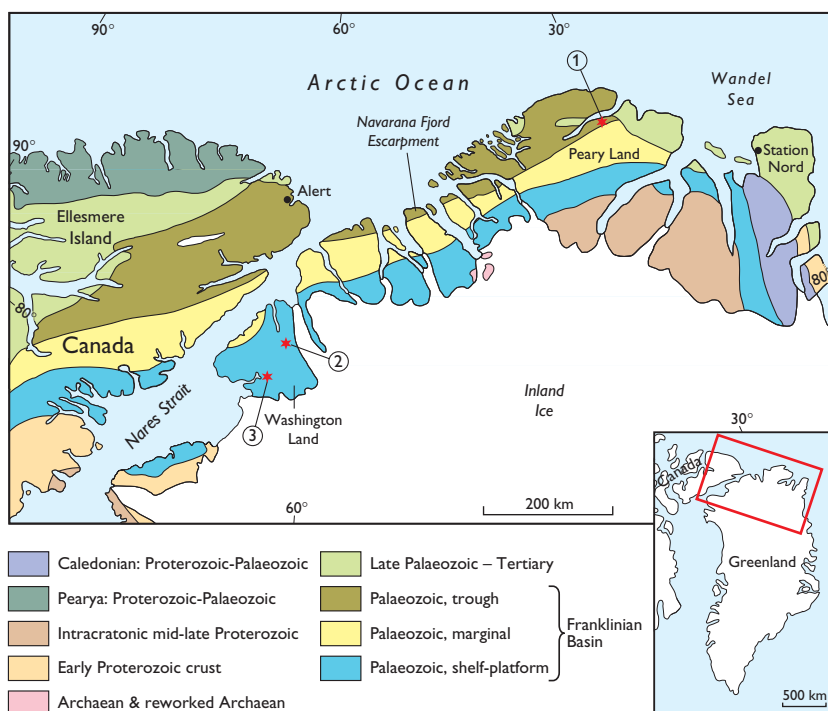 90°
60°
30°
1
Arctic Ocean
Wandel
Sea
Navarana Fjord
Escarpment
90°
Peary Land
Station
Nord
Alert
Ellesmere
Island
80°
80°
Canada
2
Inland
Ice
Nares Strait
Washington
Land
3
60°
200 km
30°
Canada
Greenland
500 km
Caledonian: Proterozoic-Palaeozoic
Pearya: Proterozoic-Palaeozoic
Intracratonic mid-late Proterozoic
Early Proterozoic crust
Archaean & reworked Archaean
Late Palaeozoic – Tertiary
Palaeozoic, trough
Palaeozoic, marginal
Palaeozoic, shelf-platform
Franklinian
Basin